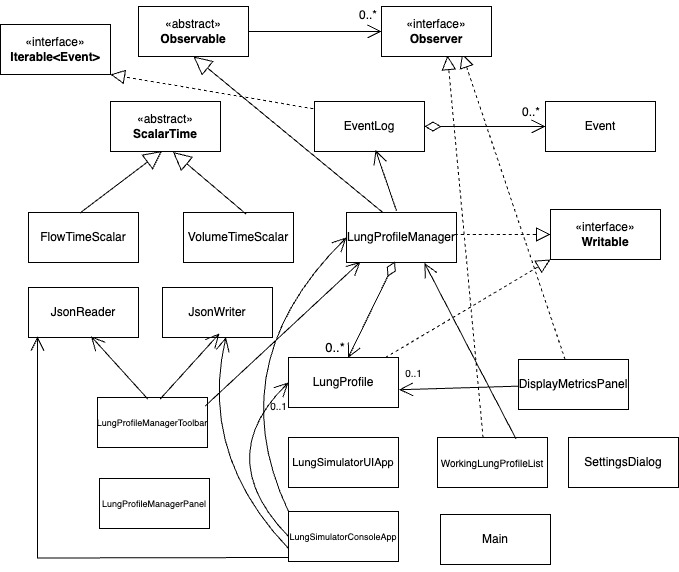 «interface»
Iterable<Event>
«abstract»
Observable
0..*
«interface»
Observer
«abstract»
ScalarTime
EventLog
0..*
Event
FlowTimeScalar
VolumeTimeScalar
LungProfileManager
«interface»
Writable
JsonReader
JsonWriter
0..*
LungProfile
0..1
0..1
DisplayMetricsPanel
LungProfileManagerToolbar
LungSimulatorUIApp
WorkingLungProfileList
SettingsDialog
LungProfileManagerPanel
LungSimulatorConsoleApp
Main